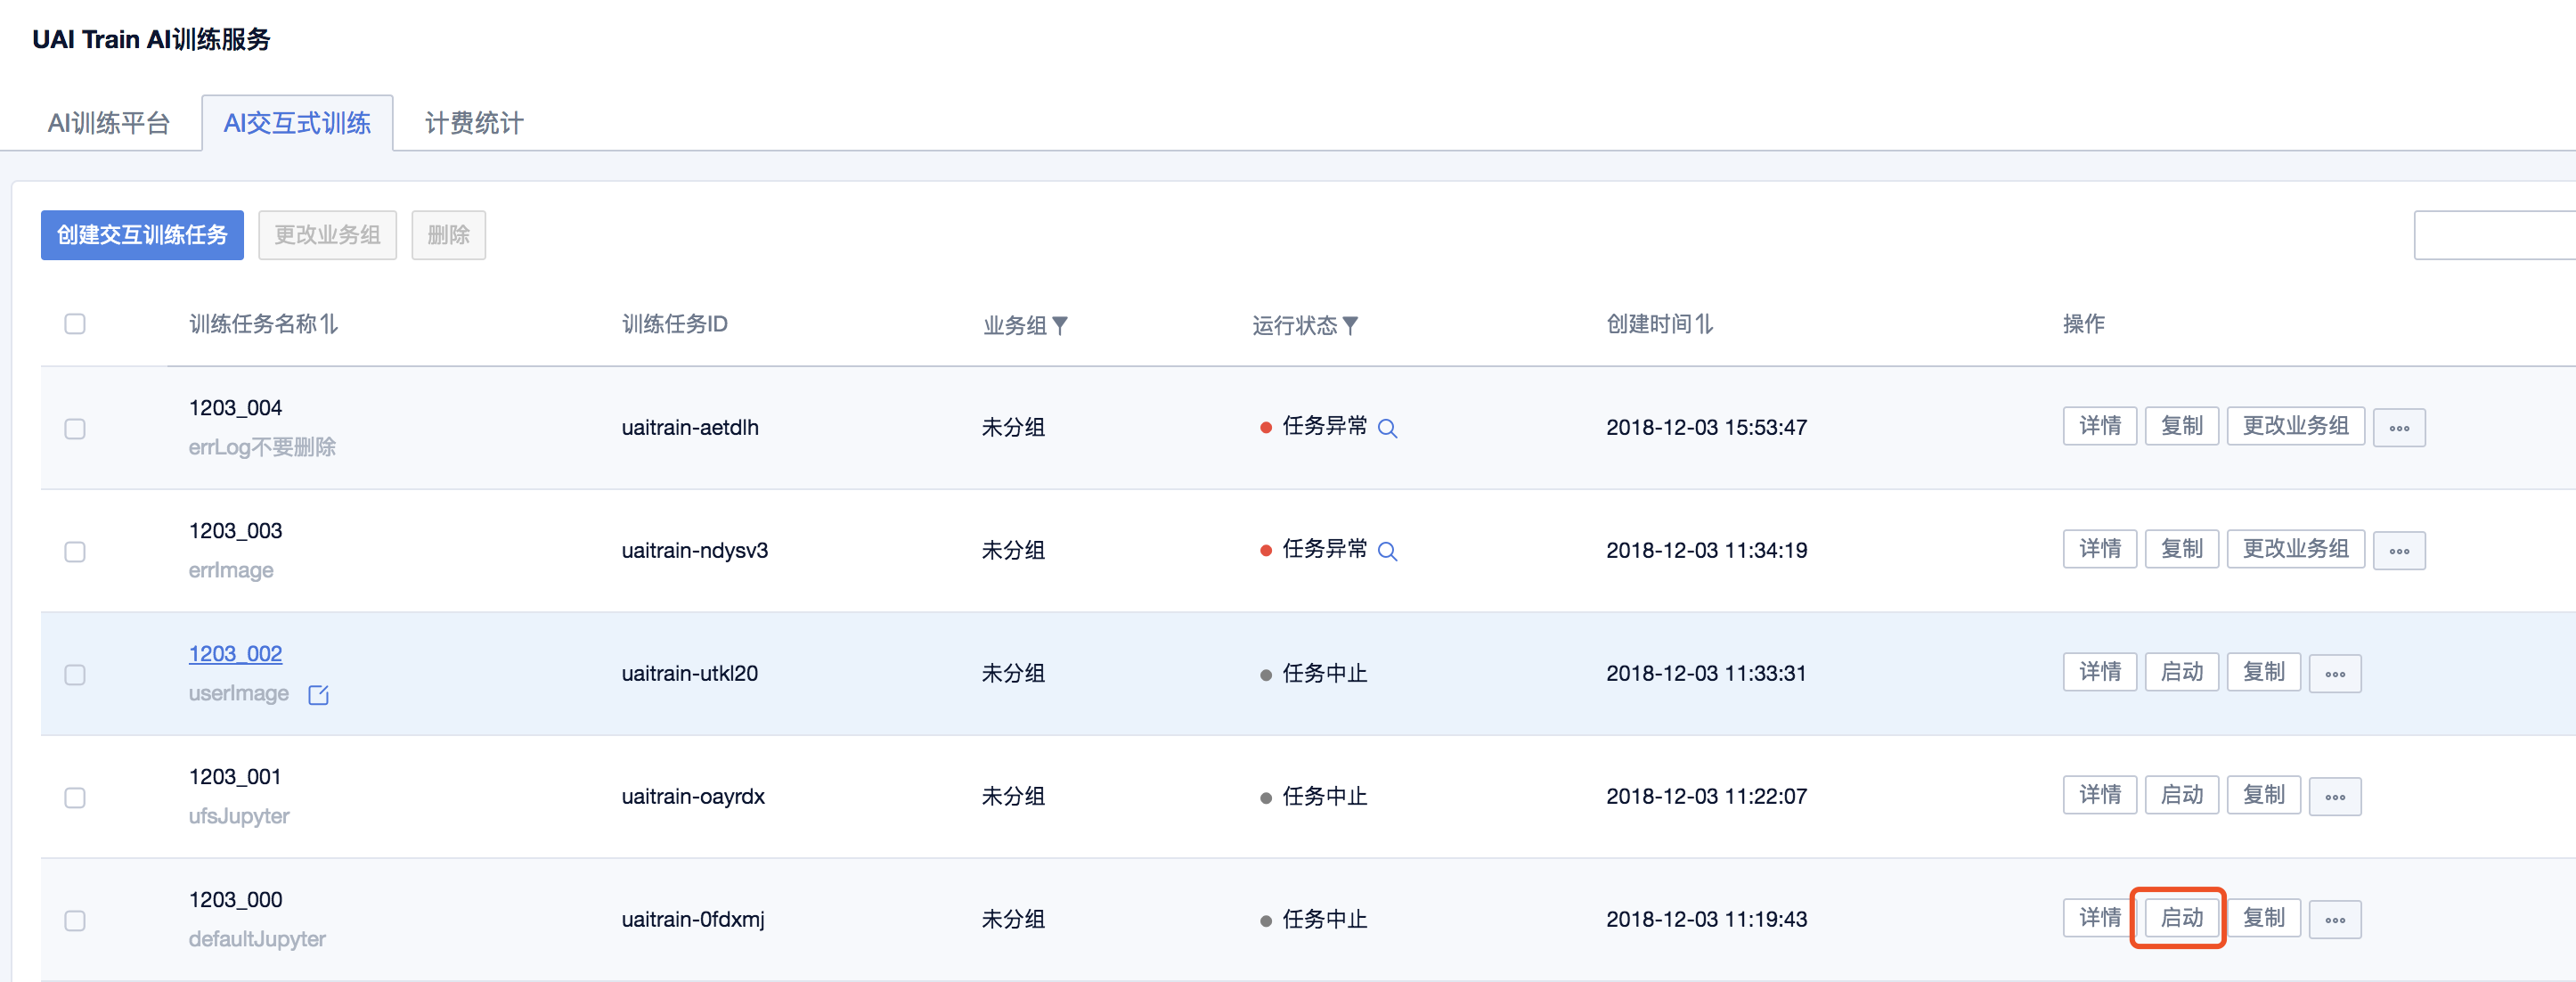 UAI Train AI训练服务
AI训练平台 AI交互式训练 计费统计
创建交互训练任务 更改业务组 删除
训练任务名称 训练任务ID 业务组 运行状态 创建时间 操作
1203_004
errLog不要删除
uaitrain-aetdlh 未分组 任务异常 2018-12-03 15:53:47 详情 复制 更改业务组
1203_003
errImage
uaitrain-ndysv3 未分组 任务异常 2018-12-03 11:34:19 详情 复制 更改业务组
1203_002
userImage
uaitrain-utkl20 未分组 任务中止 2018-12-03 11:33:31 详情 启动 复制
1203_001
ufsJupyter
uaitrain-oayrdx 未分组 任务中止 2018-12-03 11:22:07 详情 启动 复制
1203_000
defaultJupyter
uaitrain-0fdxmj 未分组 任务中止 2018-12-03 11:19:43 详情 启动 复制